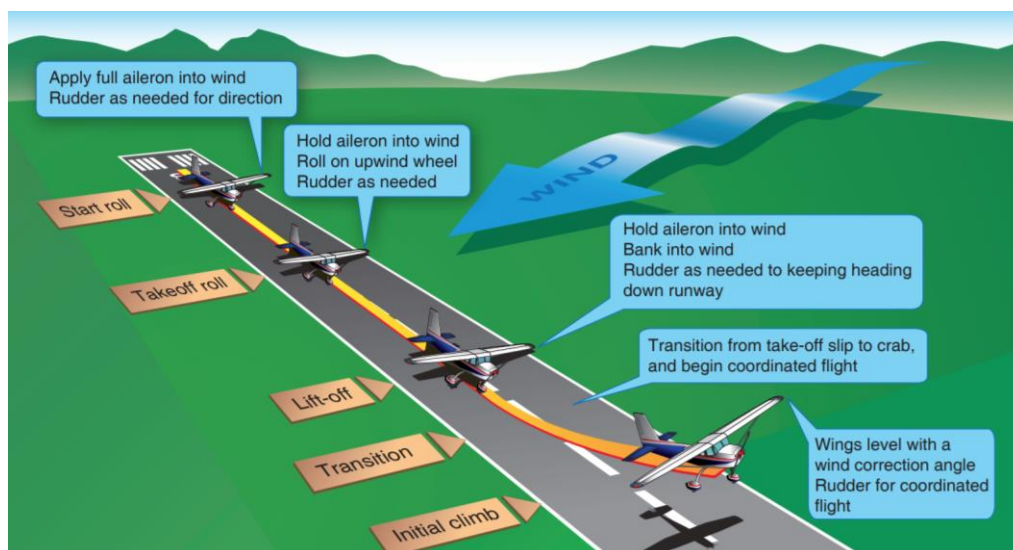 Apply full aileron into wind
Rudder as needed for direction
Hold aileron into wind
Roll on upwind wheel
Rudder as needed
WIND
Start roll
Hold aileron into wind
Bank into wind
Rudder as needed to keeping heading
down runway
Takeoff roll
Transition from take-off slip to crab,
and begin coordinated flight
Lift-off
Wings level with a
wind correction angle
Rudder for coordinated
flight
Transition
Initial climb